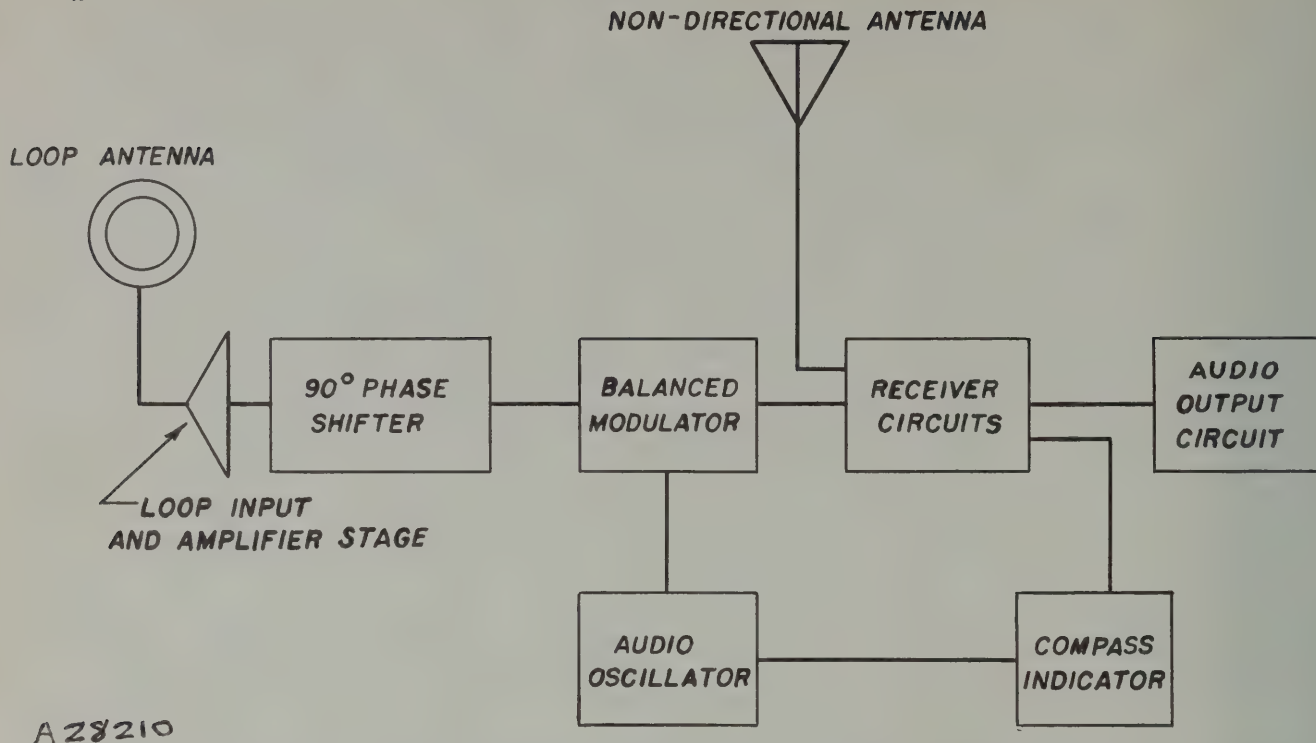 NON-DIRECTIONAL ANTENNA
LOOP ANTENNA
90° PHASE
SHIFTER
BALANCED
MODULATOR
RECEIVER
CIRCUITS
AUDIO
OUTPUT
CIRCUIT
LOOP INPUT
AND AMPLIFIER STAGE
AUDIO
OSCILLATOR
COMPASS
INDICATOR
A28210